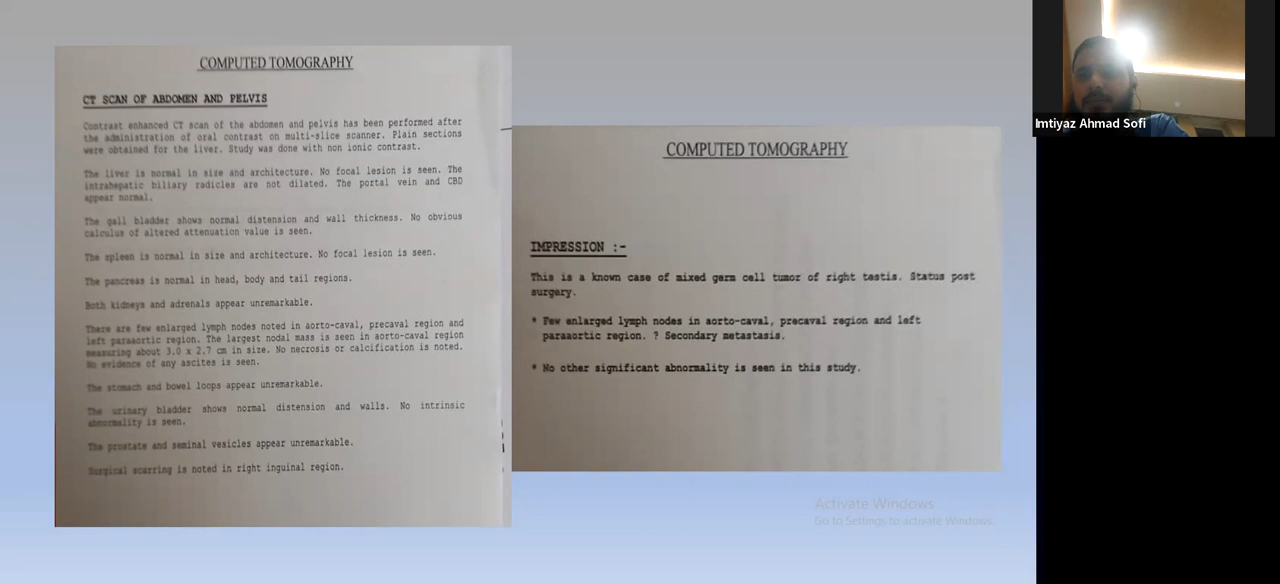 COMPUTED TOMOGRAPHY
CT SCAN OF ABDOMEN AND PELVIS
Contrast enhanced CT scan of the abdomen and pelvis has been performed after
the administration of oral contrast on multi-slice scanner. Plain sections
were obtained for the liver. Study was done with non ionic contrast.
The liver is normal in size and architecture. No focal lesion is seen. The
intrahepatic biliary radicles are not dilated. The portal vein and CBD
appear normal.
The gall bladder shows normal distension and wall thickness. No obvious
calculus of altered attenuation value is seen.
The spleen is normal in size and architecture. No focal lesion is seen.
The pancreas is normal in head, body and tail regions.
Both kidneys and adrenals appear unremarkable.
There are few enlarged lymph nodes noted in aorto-caval, precaval region and
left paraaortic region. The largest nodal mass is seen in aorto-caval region
measuring about 3.0 x 2.7 cm in size. No necrosis or calcification is noted.
No evidence of any ascites is seen.
The stomach and bowel loops appear unremarkable.
The urinary bladder shows normal distension and walls. No intrinsic
abnormality is seen.
The prostate and seminal vesicles appear unremarkable.
Surgical scarring is noted in right inguinal region.
COMPUTED TOMOGRAPHY
IMPRESSION :-
This is a known case of mixed germ cell tumor of right testis. Status post
surgery.
* Few enlarged lymph nodes in aorto-caval, precaval region and left
paraaortic region. ? Secondary metastasis.
* No other significant abnormality is seen in this study.
Activate Windows
Go to Settings to activate Windows.
Imtiyaz Ahmad Sofi